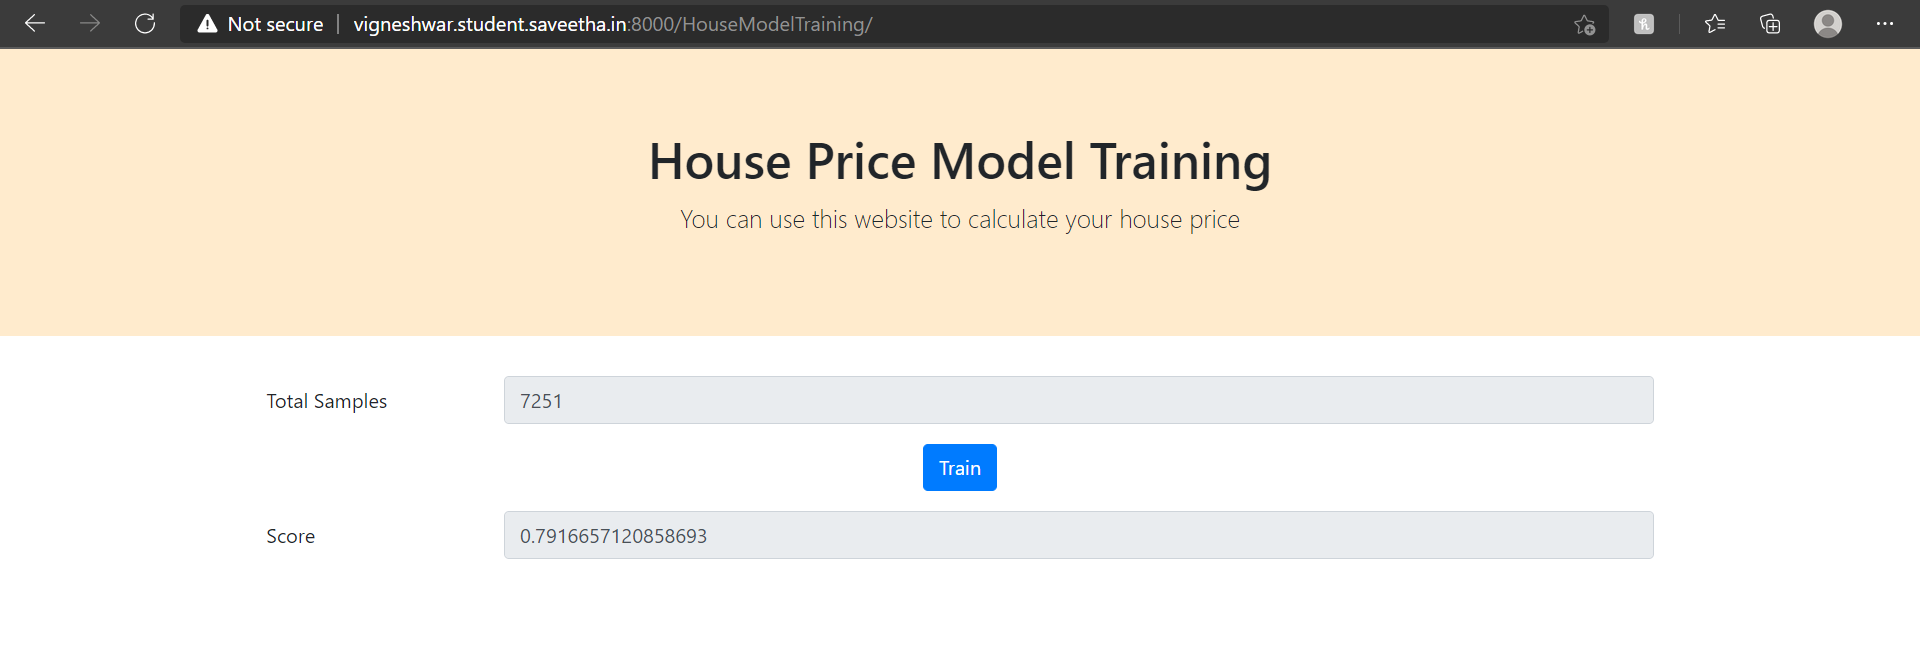 Not secure | vigneshwar.student.saveetha.in:8000/HouseModelTraining/
House Price Model Training
You can use this website to calculate your house price
Total Samples 7251
Train
Score 0.7916657120858693